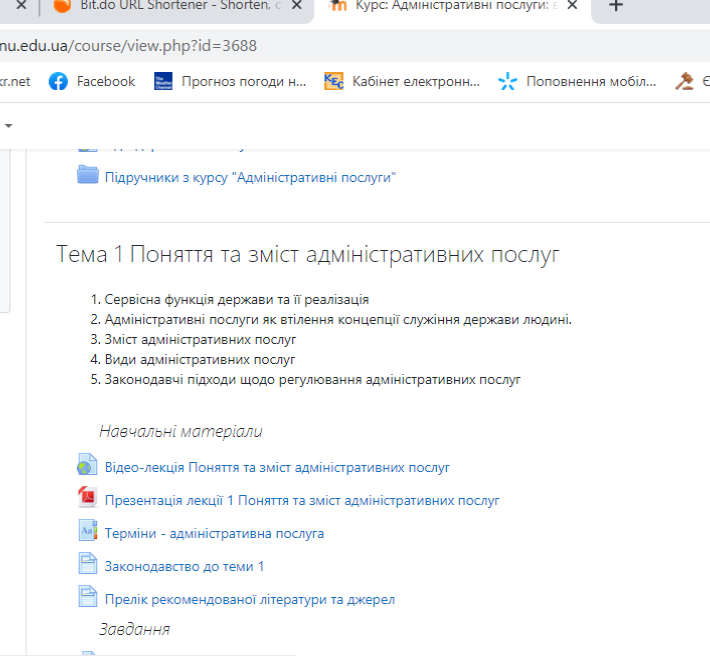 Bit.do URL Shortener - Shorten, c
Курс: Адміністративні послуги:
nu.edu.ua/course/view.php?id=3688
kr.net Facebook Прогноз погоди н... Кабінет електронн... Поповнення мобіл... Є
Підручники з курсу "Адміністративні послуги"
Тема 1 Поняття та зміст адміністративних послуг
1. Сервісна функція держави та її реалізація
2. Адміністративні послуги як втілення концепції служіння держави людині.
3. Зміст адміністративних послуг
4. Види адміністративних послуг
5. Законодавчі підходи щодо регулювання адміністративних послуг
Навчальні матеріали
Відео-лекція Поняття та зміст адміністративних послуг
Презентація лекції 1 Поняття та зміст адміністративних послуг
Терміни - адміністративна послуга
Законодавство до теми 1
Прелік рекомендованої літератури та джерел
Завдання